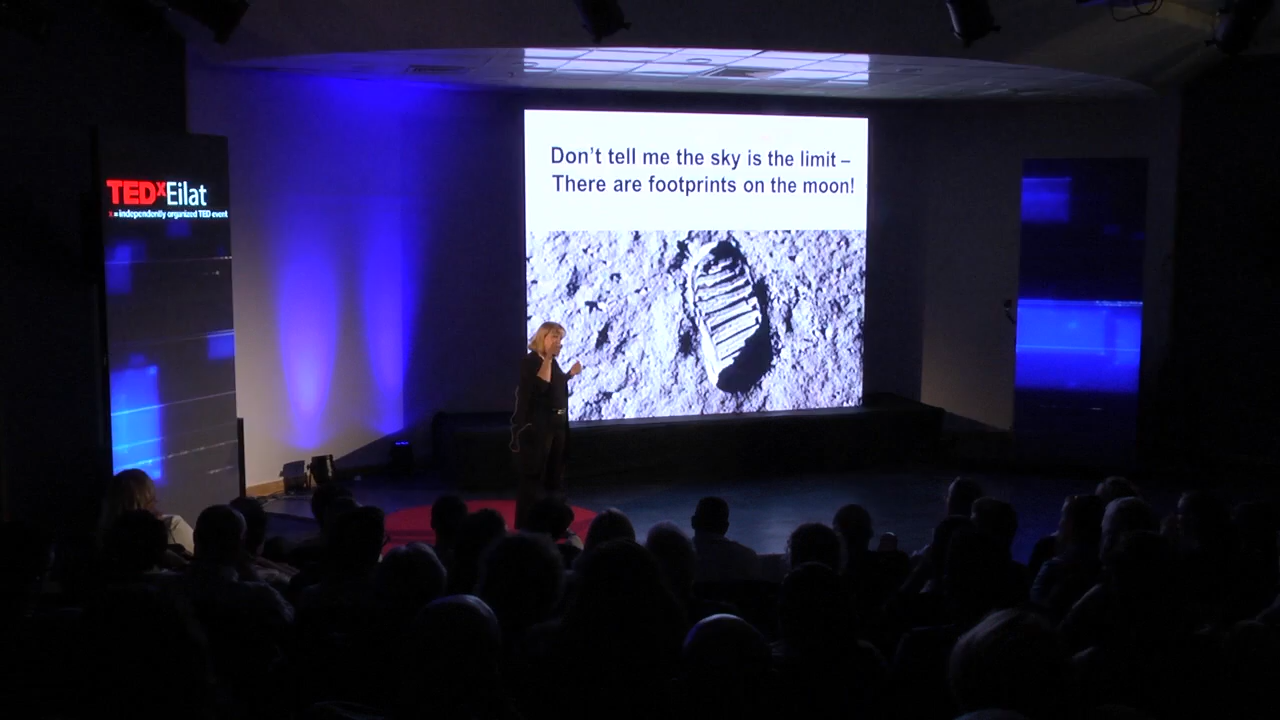 TEDxEilat
x = independently organized TED event
Don't tell me the sky is the limit –
There are footprints on the moon!